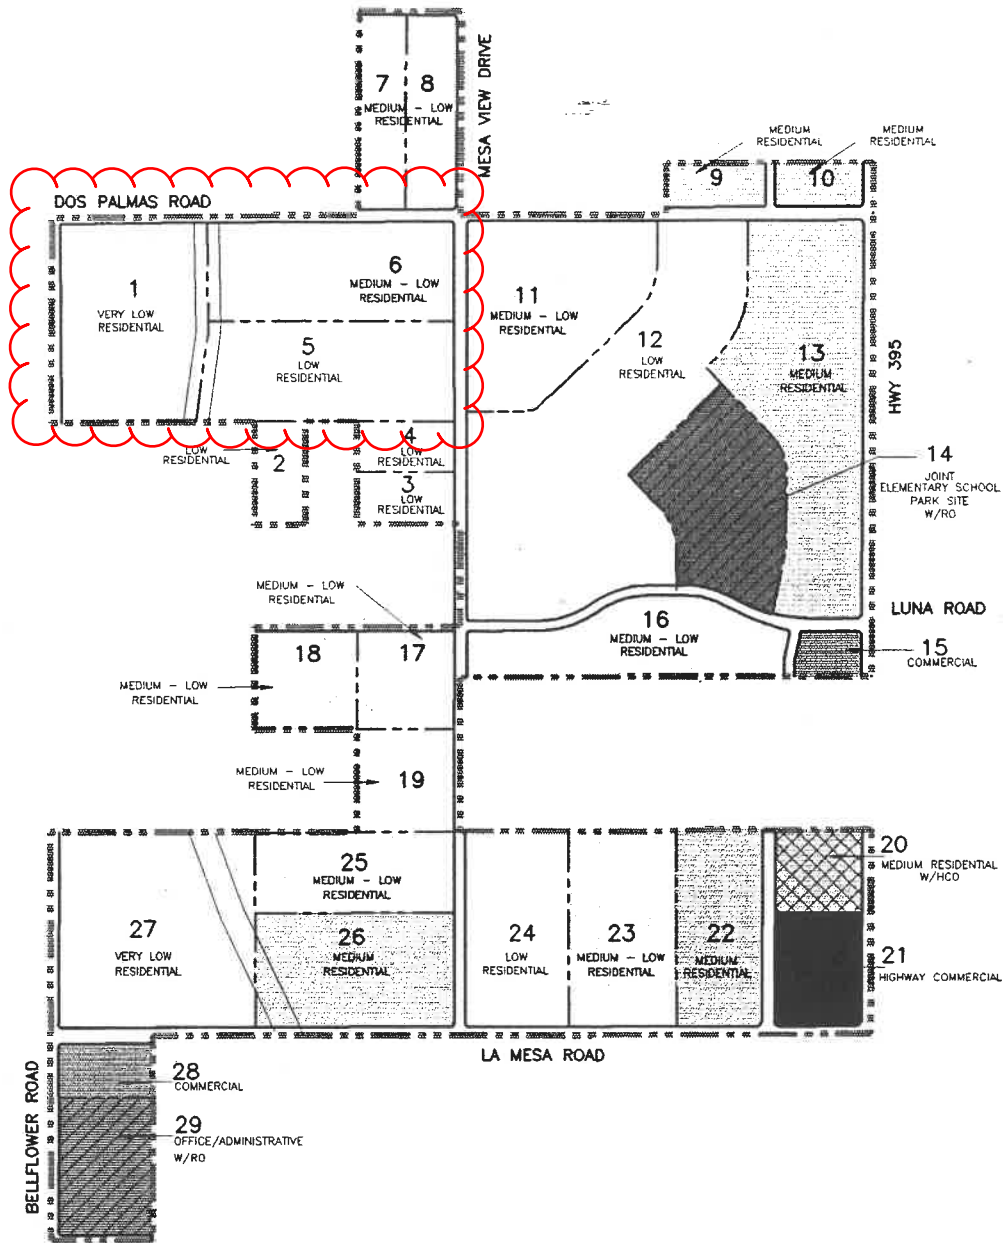 7
8
MEDIUM - LOW
RESIDENTIAL
MESA VIEW DRIVE
MEDIUM
RESIDENTIAL
MEDIUM
RESIDENTIAL
9
10
DOS PALMAS ROAD
1
VERY LOW
RESIDENTIAL
6
MEDIUM - LOW
RESIDENTIAL
5
LOW
RESIDENTIAL
11
MEDIUM - LOW
RESIDENTIAL
12
LOW
RESIDENTIAL
13
MEDIUM
RESIDENTIAL
HWY 395
LOW
RESIDENTIAL
2
4
LOW
RESIDENTIAL
3
LOW
RESIDENTIAL
14
JOINT
ELEMENTARY SCHOOL
PARK SITE
W/RO
MEDIUM - LOW
RESIDENTIAL
LUNA ROAD
16
MEDIUM - LOW
RESIDENTIAL
15
COMMERCIAL
18
17
MEDIUM - LOW
RESIDENTIAL
MEDIUM - LOW
RESIDENTIAL
19
20
MEDIUM RESIDENTIAL
W/HCO
25
MEDIUM - LOW
RESIDENTIAL
27
VERY LOW
RESIDENTIAL
26
MEDIUM
RESIDENTIAL
24
LOW
RESIDENTIAL
23
MEDIUM - LOW
RESIDENTIAL
22
MEDIUM
RESIDENTIAL
21
HIGHWAY COMMERCIAL
LA MESA ROAD
BELLFLOWER ROAD
28
COMMERCIAL
29
OFFICE/ADMINISTRATIVE
W/RO